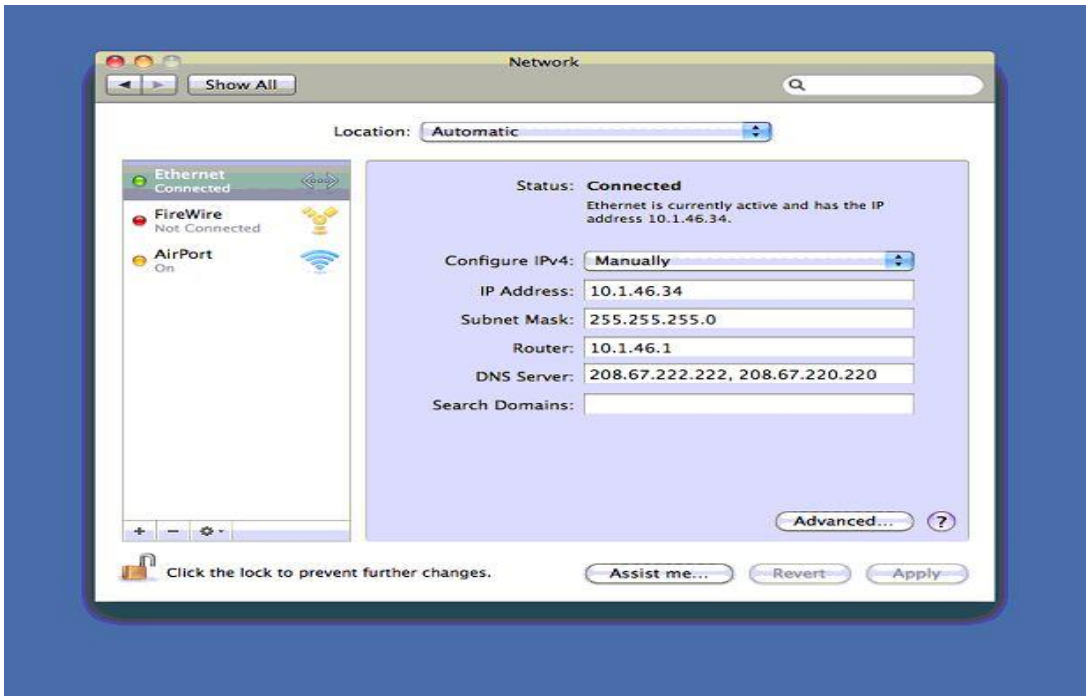 Network
Show All
Location: Automatic
Ethernet
Connected
FireWire
Not Connected
AirPort
On
Status: Connected
Ethernet is currently active and has the IP
address 10.1.46.34.
Configure IPv4: Manually
IP Address: 10.1.46.34
Subnet Mask: 255.255.255.0
Router: 10.1.46.1
DNS Server: 208.67.222.222, 208.67.220.220
Search Domains:
Advanced... ?
Click the lock to prevent further changes.
Assist me... Revert Apply